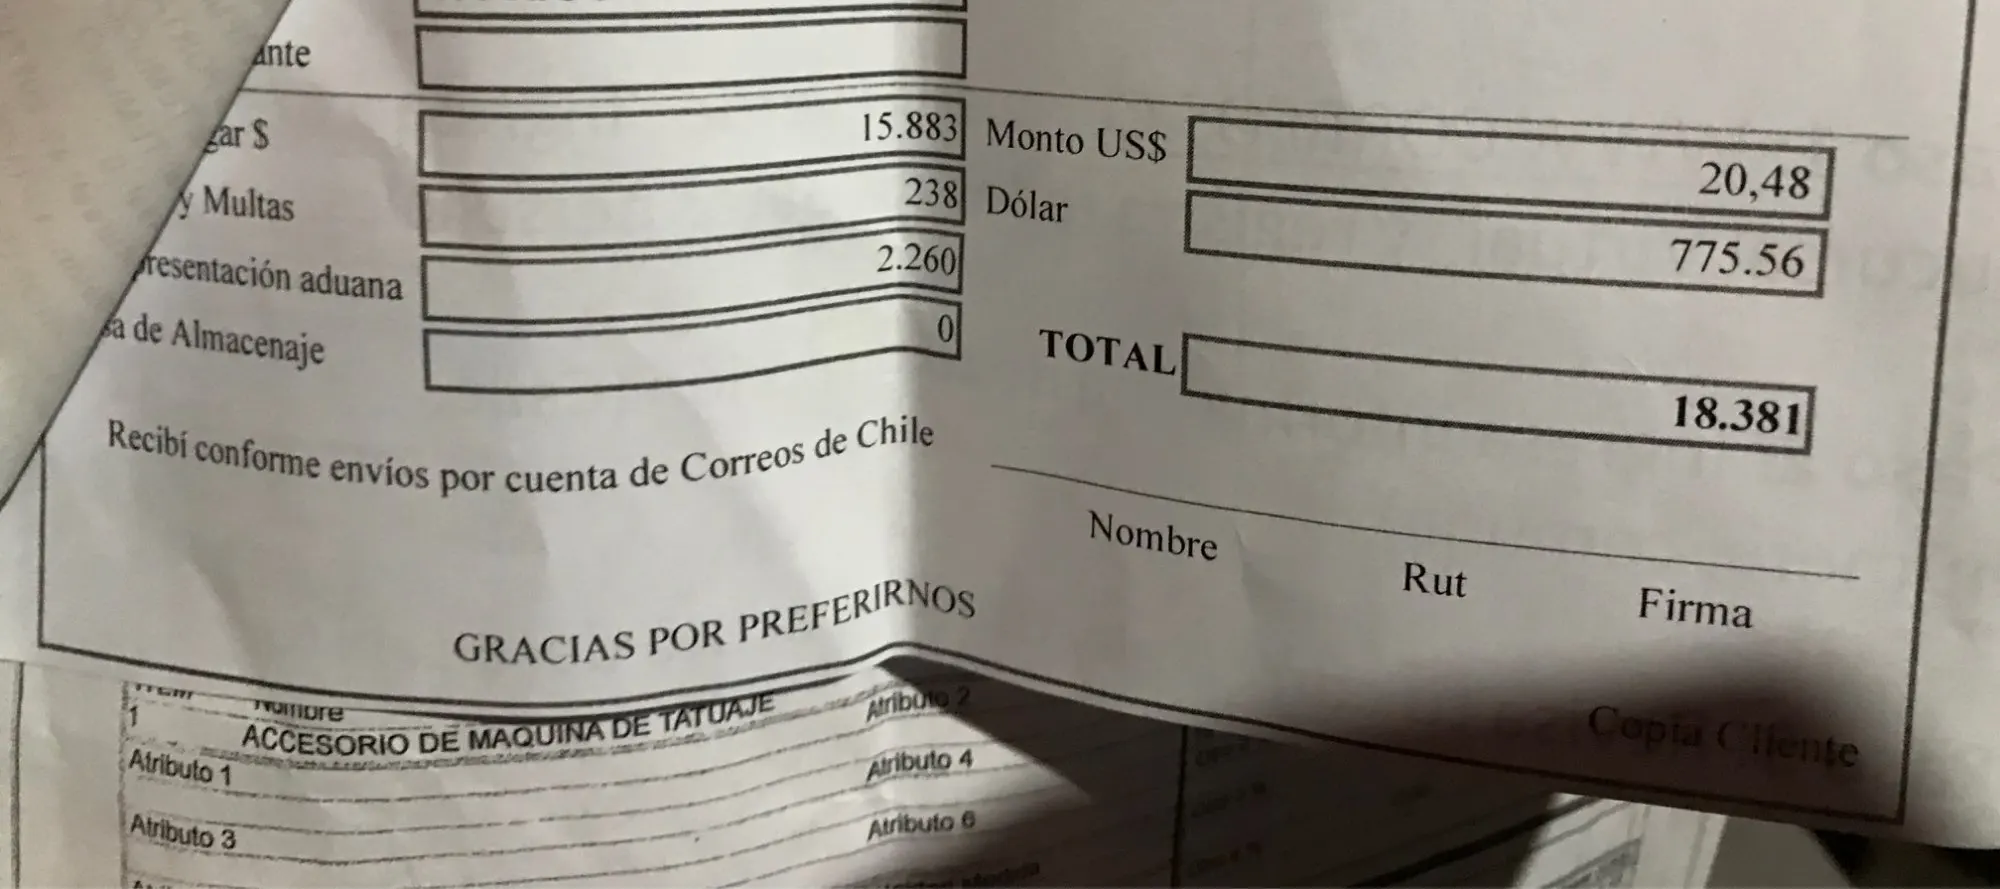 ante
gar $ 15.883 Monto US$ 20,48
y Multas 238 Dólar 775.56
resentación aduana 2.260
sa de Almacenaje 0 TOTAL 18.381
Recibí conforme envíos por cuenta de Correos de Chile
Nombre Rut Firma
GRACIAS POR PREFERIRNOS
Copia Cliente
Nombre
1 ACCESORIO DE MAQUINA DE TATUAJE Atributo 2
Atributo 1 Atributo 4
Atributo 3 Atributo 6